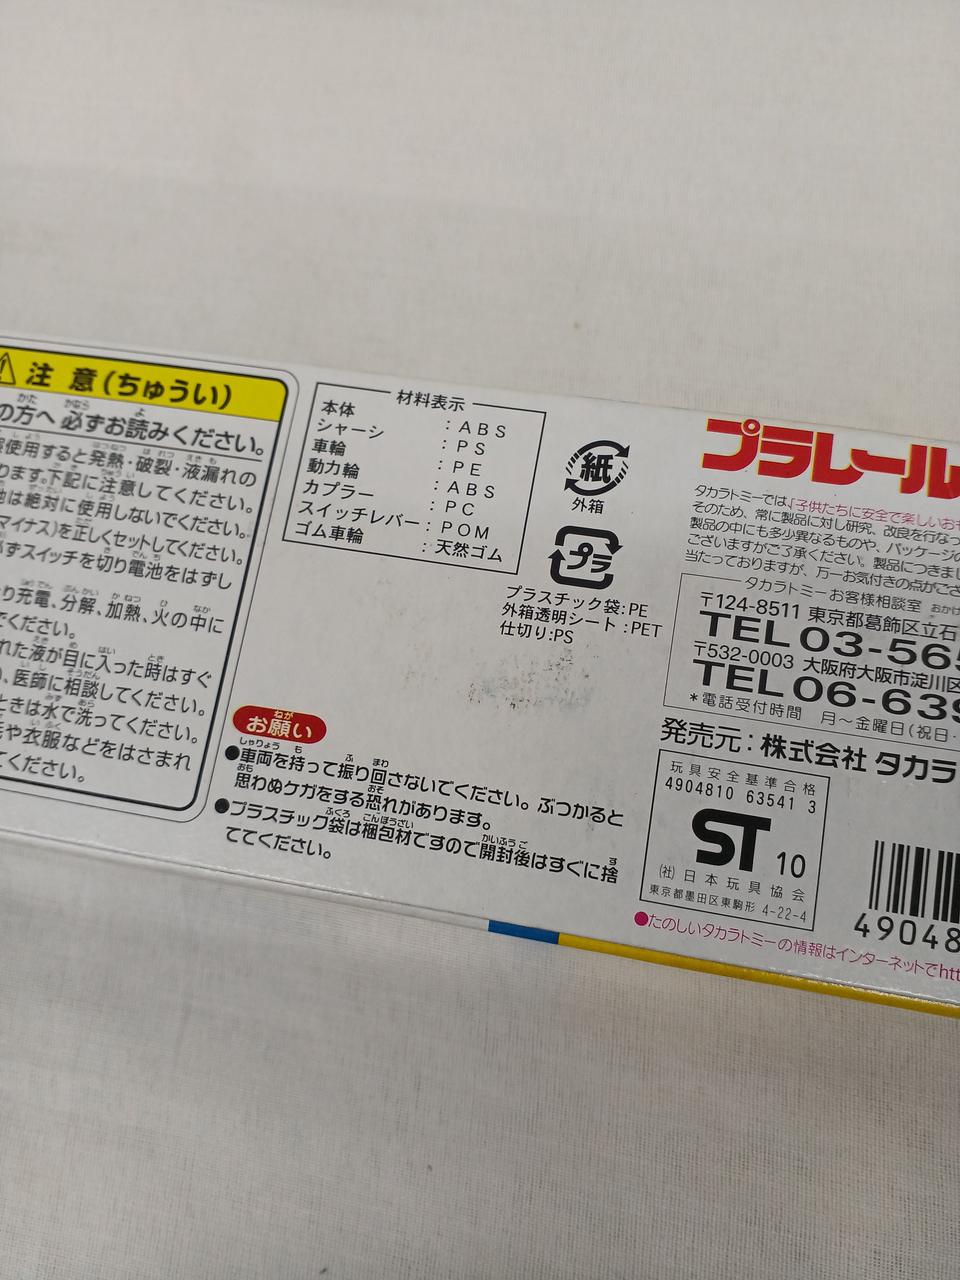 注意(ちゅうい)
の方へ必ずお読みください。
使用すると発熱・破裂・液漏れの
ります。下記に注意してください。
は絶対に使用しないでください。
マイナス)を正しくセットしてください。
ずスイッチを切り電池をはずし
り充電、分解、加熱、火の中に
でください。
れた液が目に入った時はすぐ
、医師に相談してください。
ときは水で洗ってください。
毛や衣服などをはさまれ
てください。
材料表示
本体 : ABS
シャーシ : PS
車輪 : PE
動力輪 : ABS
カプラー : PC
スイッチレバー : POM
ゴム車輪 : 天然ゴム
紙
外箱
プラ
プラスチック袋:PE
外箱透明シート:PET
仕切り:PS
お願い
●車両を持って振り回さないでください。ぶつかると
思わぬケガをする恐れがあります。
●プラスチック袋は梱包材ですので開封後はすぐに捨
ててください。
プラレール
タカラトミーでは、「子供たちに安全で楽しいおも
そのため、常に製品に対し研究、改良を行なっ
製品の中にも多少異なるものや、パッケージの
ございますがご了承ください。製品につきまし
当たっておりますが、万一お気付きの点がござ
タカラトミーお客様相談室 おかけ
〒124-8511 東京都葛飾区立石
TEL 03-565
〒532-0003 大阪府大阪市淀川区
TEL 06-639
*電話受付時間 月～金曜日(祝日・
発売元:株式会社 タカラ
玩具安全基準合格
4904810 63541 3
ST 10
(社)日本玩具協会
東京都墨田区東駒形 4-22-4
49048
●たのしいタカラトミーの情報はインターネットでhtt